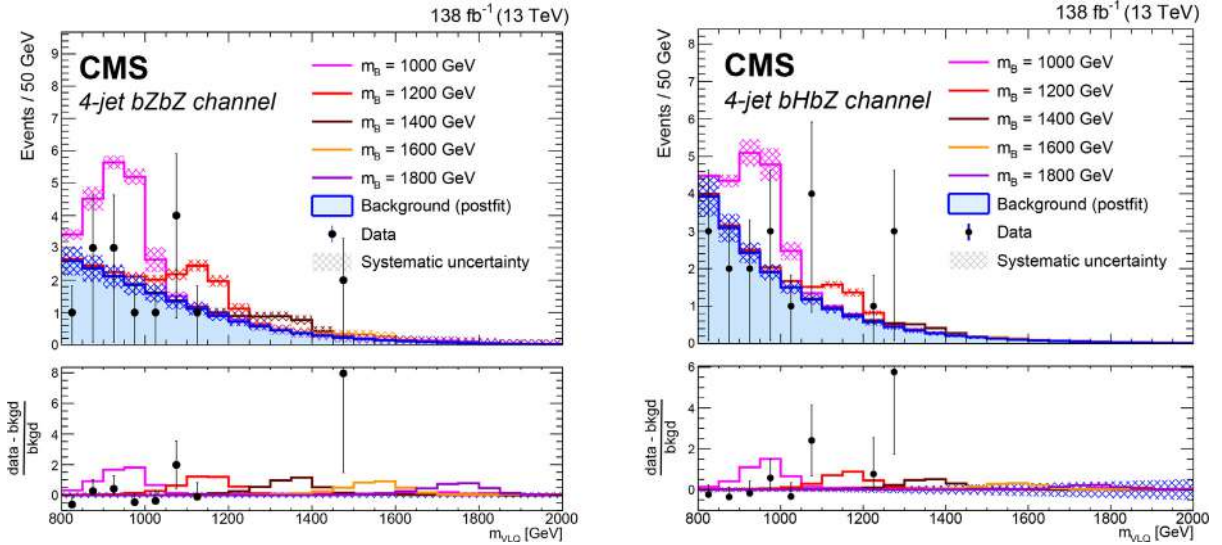 138 fb⁻¹ (13 TeV)
Events / 50 GeV
9
8
7
6
5
4
3
2
1
0
CMS
4-jet bZbZ channel
m_B = 1000 GeV
m_B = 1200 GeV
m_B = 1400 GeV
m_B = 1600 GeV
m_B = 1800 GeV
Background (postfit)
Data
Systematic uncertainty
data - bkgd
bkgd
8
6
4
2
0
800 1000 1200 1400 1600 1800 2000
m_VLQ [GeV]
138 fb⁻¹ (13 TeV)
Events / 50 GeV
8
7
6
5
4
3
2
1
0
CMS
4-jet bHbZ channel
m_B = 1000 GeV
m_B = 1200 GeV
m_B = 1400 GeV
m_B = 1600 GeV
m_B = 1800 GeV
Background (postfit)
Data
Systematic uncertainty
data - bkgd
bkgd
6
4
2
0
800 1000 1200 1400 1600 1800 2000
m_VLQ [GeV]